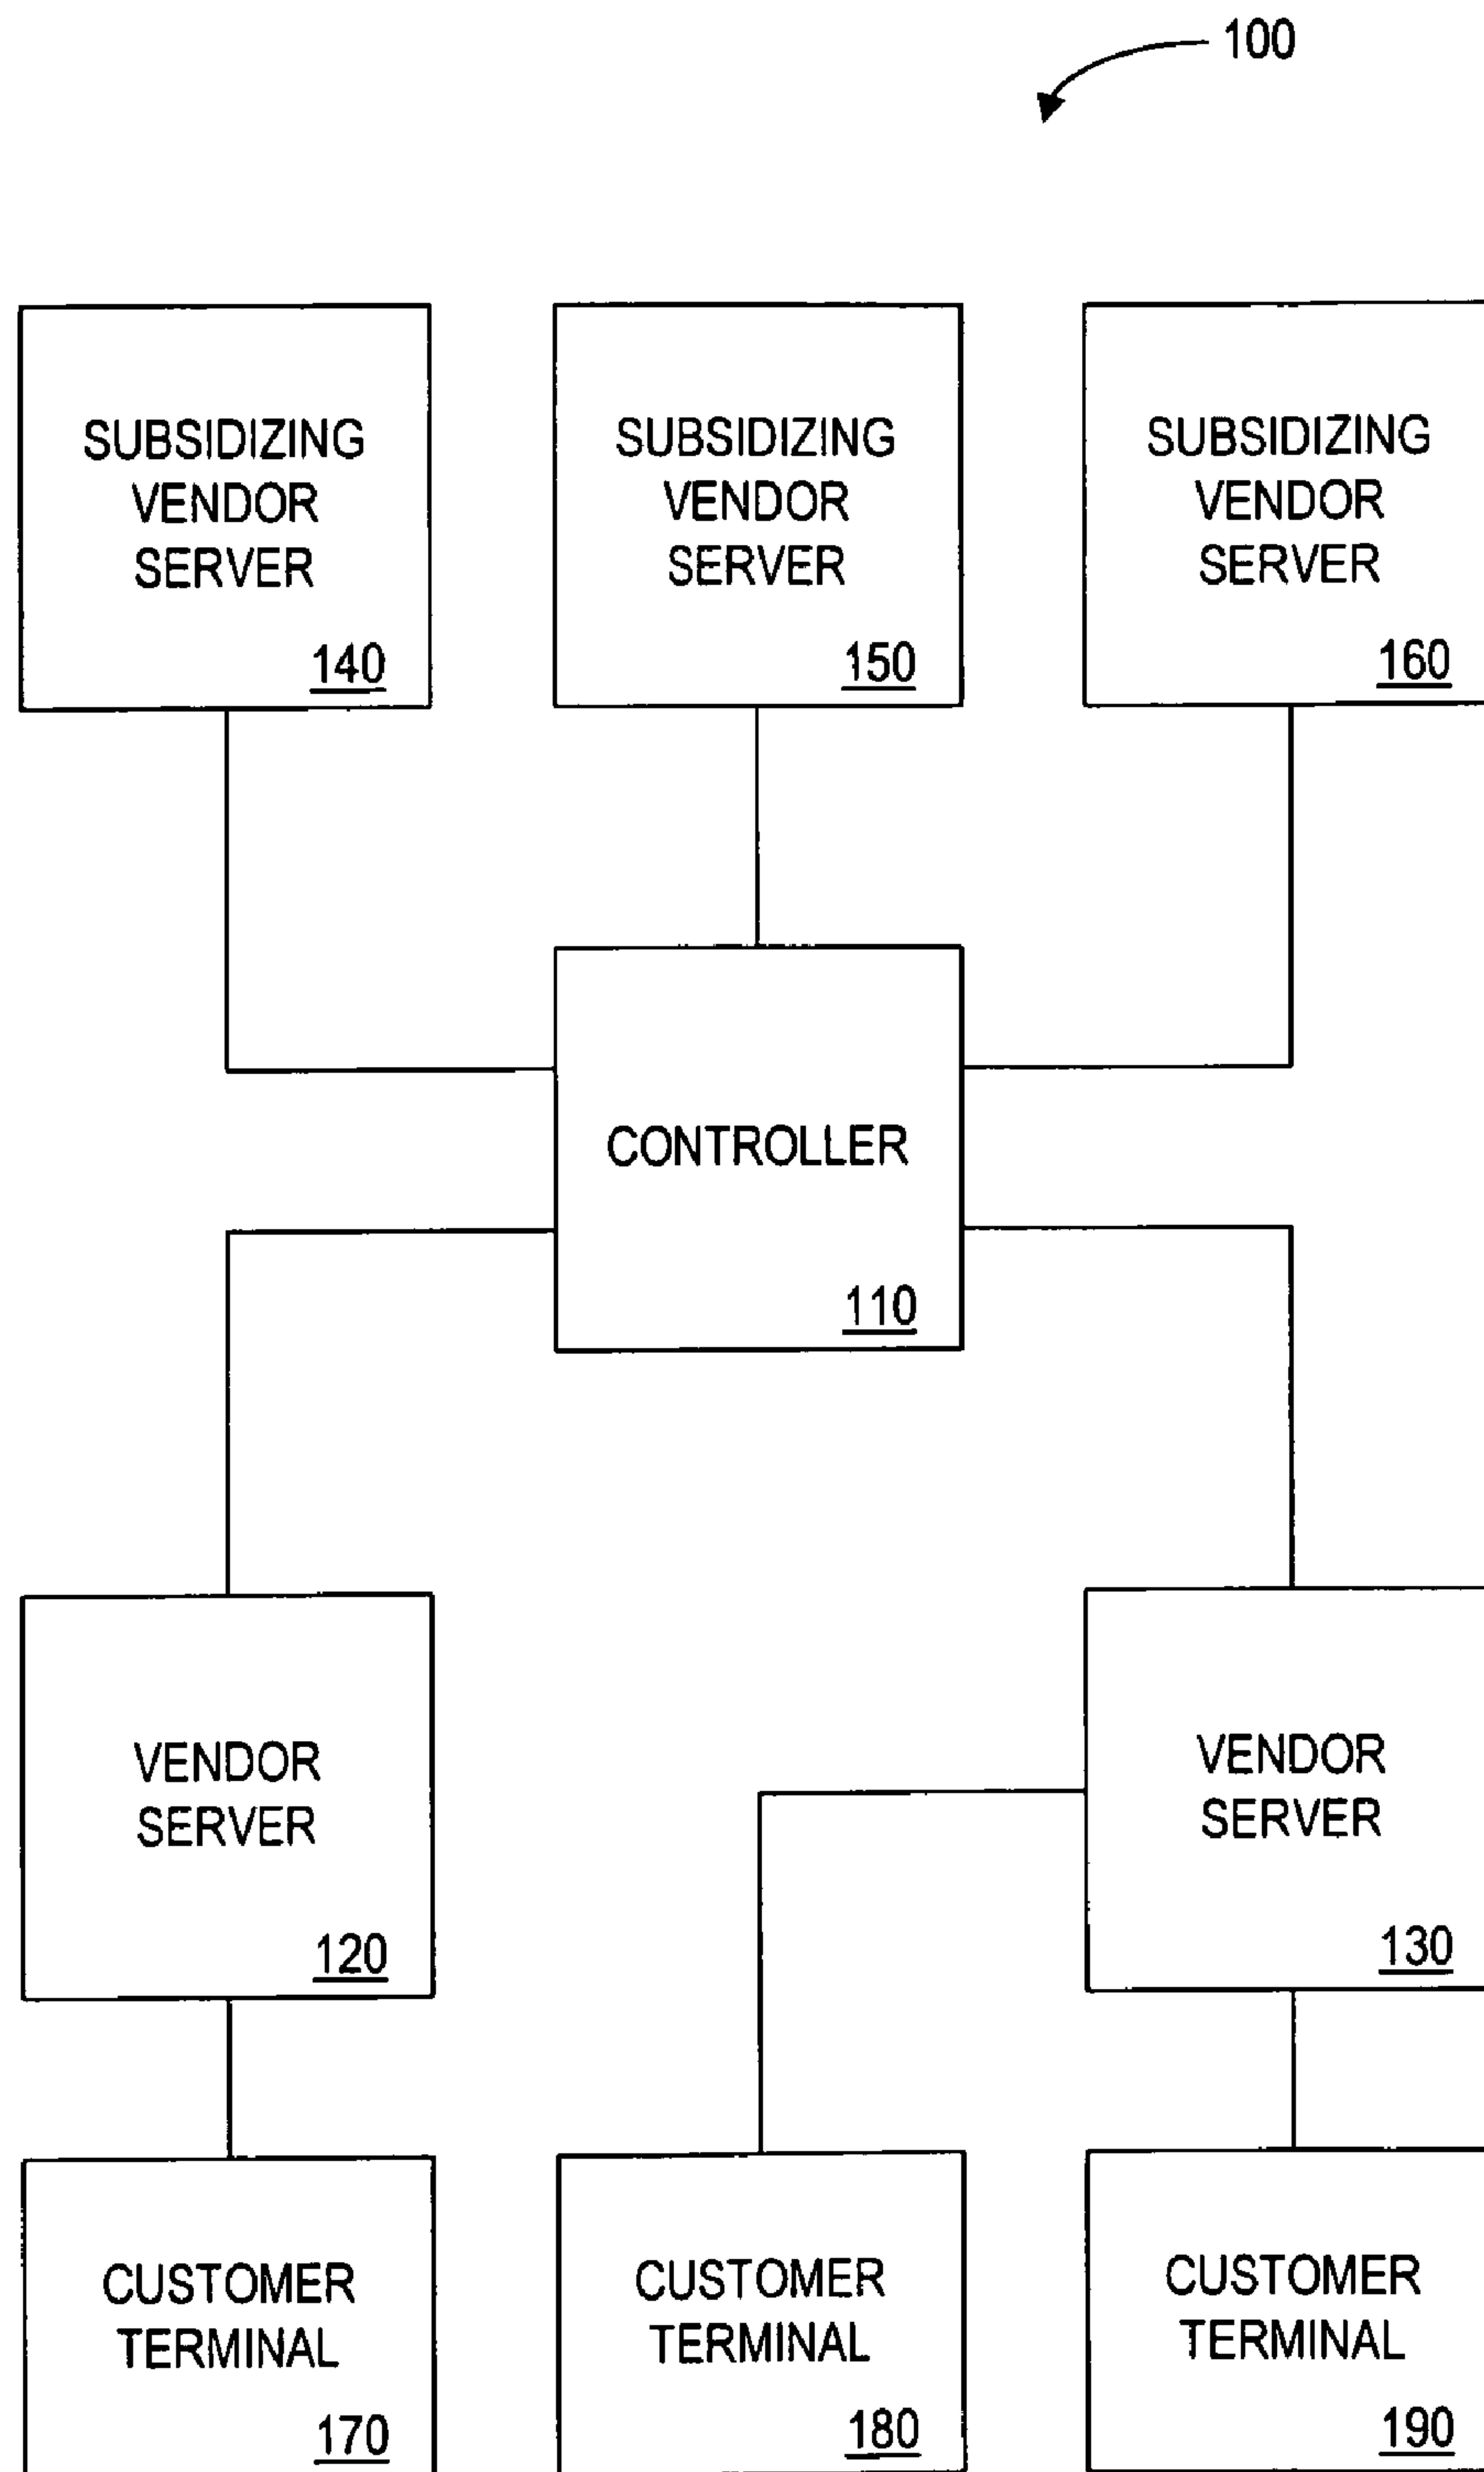 100
SUBSIDIZING
VENDOR
SERVER
140
SUBSIDIZING
VENDOR
SERVER
150
SUBSIDIZING
VENDOR
SERVER
160
CONTROLLER
110
VENDOR
SERVER
120
VENDOR
SERVER
130
CUSTOMER
TERMINAL
170
CUSTOMER
TERMINAL
180
CUSTOMER
TERMINAL
190